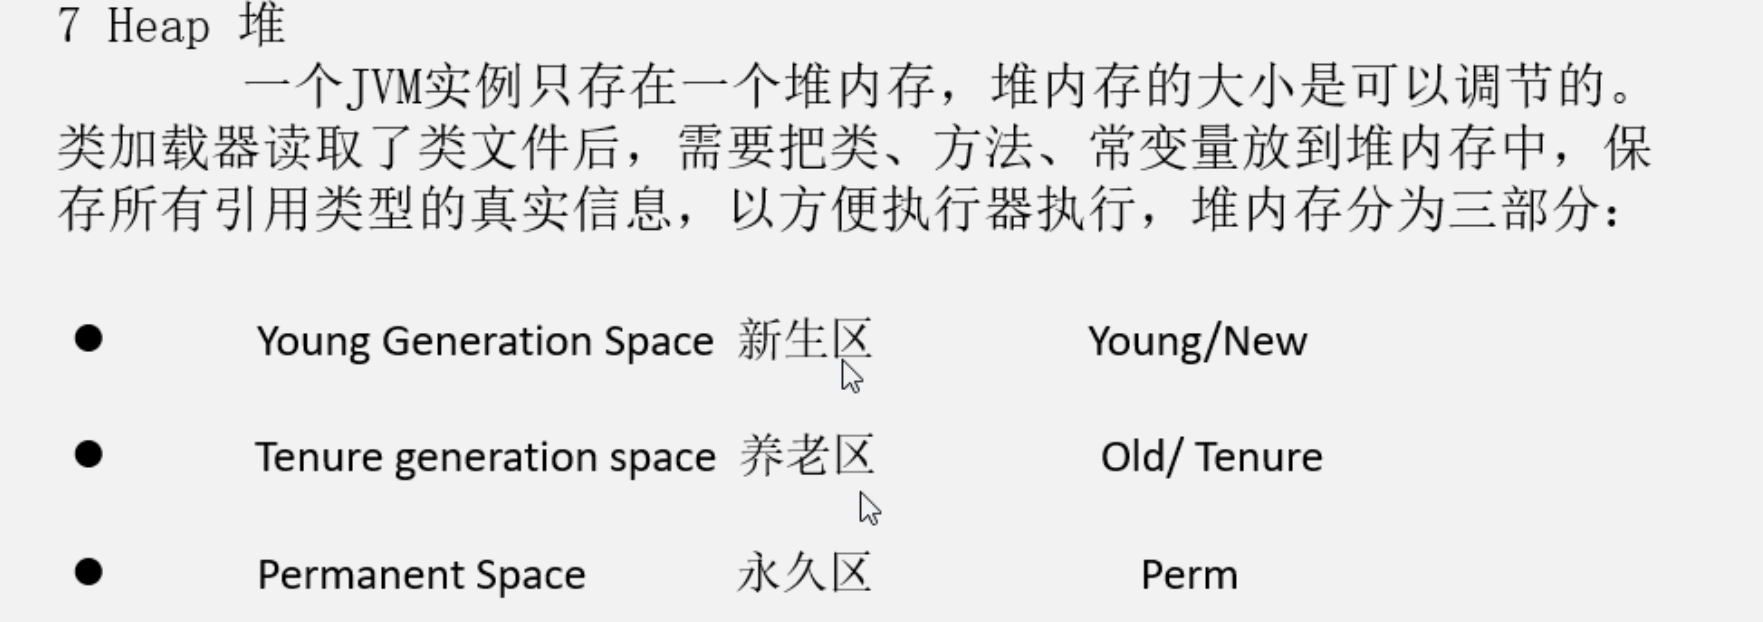 7 Heap 堆
一个JVM实例只存在一个堆内存，堆内存的大小是可以调节的。
类加载器读取了类文件后，需要把类、方法、常变量放到堆内存中，保
存所有引用类型的真实信息，以方便执行器执行，堆内存分为三部分：
● Young Generation Space 新生区 Young/New
● Tenure generation space 养老区 Old/ Tenure
● Permanent Space 永久区 Perm